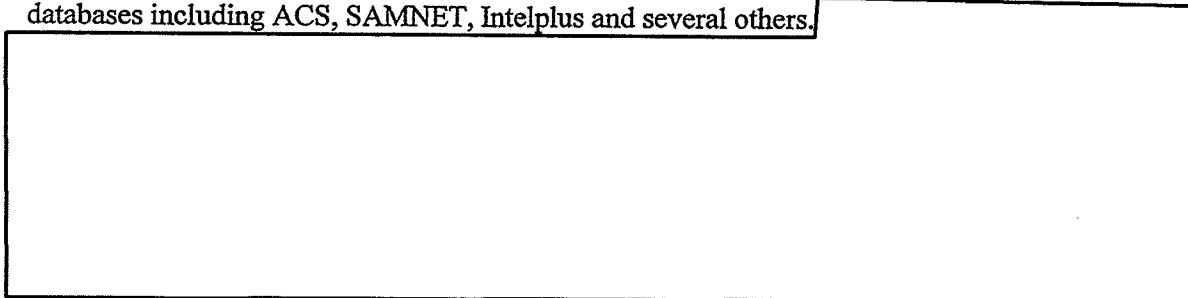 databases including ACS, SAMNET, Intelplus and several others.